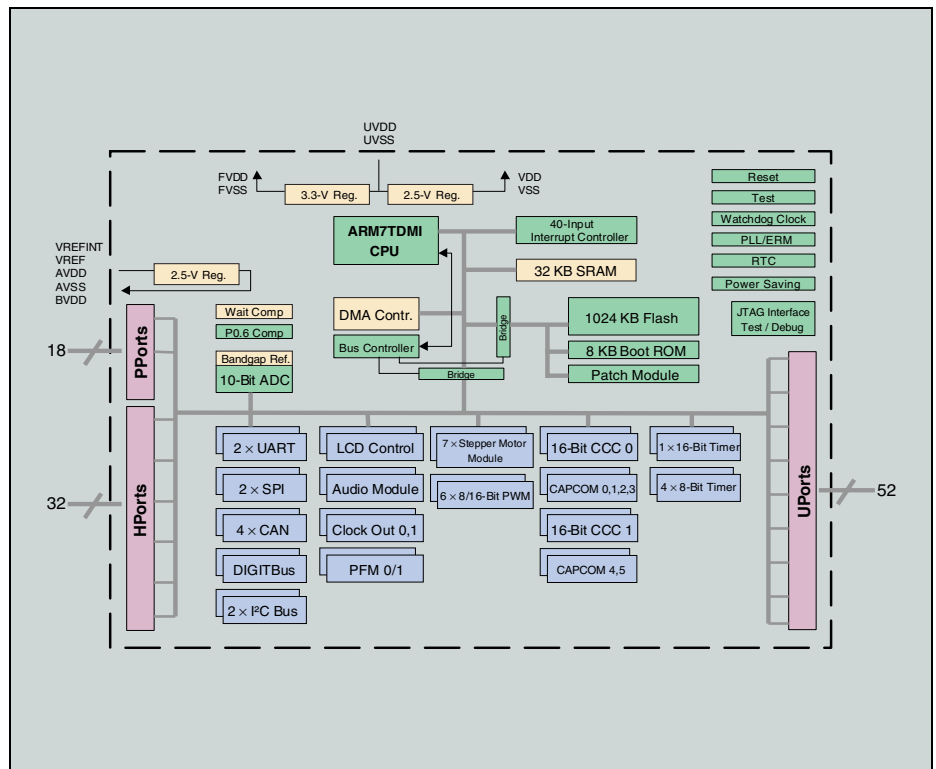 UVDD
UVSS
FVDD
FVSS
3.3-V Reg.
2.5-V Reg.
VDD
VSS
Reset
Test
Watchdog Clock
PLL/ERM
RTC
Power Saving
JTAG Interface
Test / Debug
ARM7TDMI
CPU
40-Input
Interrupt Controller
32 KB SRAM
VREFINT
VREF
AVDD
AVSS
BVDD
2.5-V Reg.
Wait Comp
P0.6 Comp
Bandgap Ref.
10-Bit ADC
DMA Contr.
Bus Controller
Bridge
Bridge
1024 KB Flash
8 KB Boot ROM
Patch Module
18
PPorts
32
HPorts
UPorts
52
2 × UART
2 × SPI
4 × CAN
DIGITBus
2 × I²C Bus
LCD Control
Audio Module
Clock Out 0,1
PFM 0/1
7 × Stepper Motor
Module
6 × 8/16-Bit PWM
16-Bit CCC 0
CAPCOM 0,1,2,3
16-Bit CCC 1
CAPCOM 4,5
1 × 16-Bit Timer
4 × 8-Bit Timer